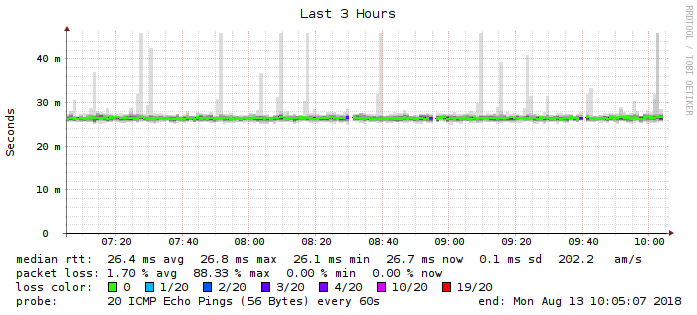 Last 3 Hours
RRDTOOL / TOBI OETIKER
Seconds
40 m
30 m
20 m
10 m
0
07:20 07:40 08:00 08:20 08:40 09:00 09:20 09:40 10:00
median rtt: 26.4 ms avg 26.8 ms max 26.1 ms min 26.7 ms now 0.1 ms sd 202.2 am/s
packet loss: 1.70 % avg 88.33 % max 0.00 % min 0.00 % now
loss color: 0 1/20 2/20 3/20 4/20 10/20 19/20
probe: 20 ICMP Echo Pings (56 Bytes) every 60s end: Mon Aug 13 10:05:07 2018